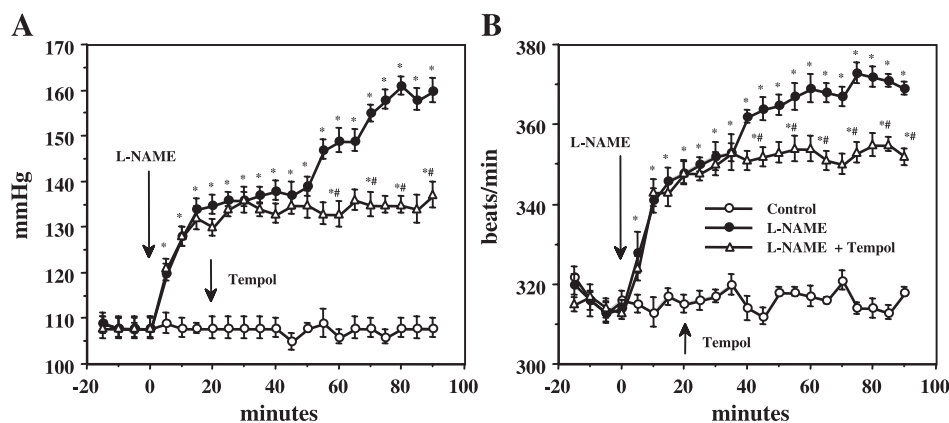 A
B
170
160
150
140
130
120
110
100
mmHg
-20
0
20
40
60
80
100
minutes
L-NAME
Tempol
* * * * * * * * * * * * * * * * * *
*# *# *# *#
380
360
340
320
300
beats/min
-20
0
20
40
60
80
100
minutes
L-NAME
Tempol
Control
L-NAME
L-NAME + Tempol
* * * * * * * * * * * * * * *
*# *# *# *# *# *#